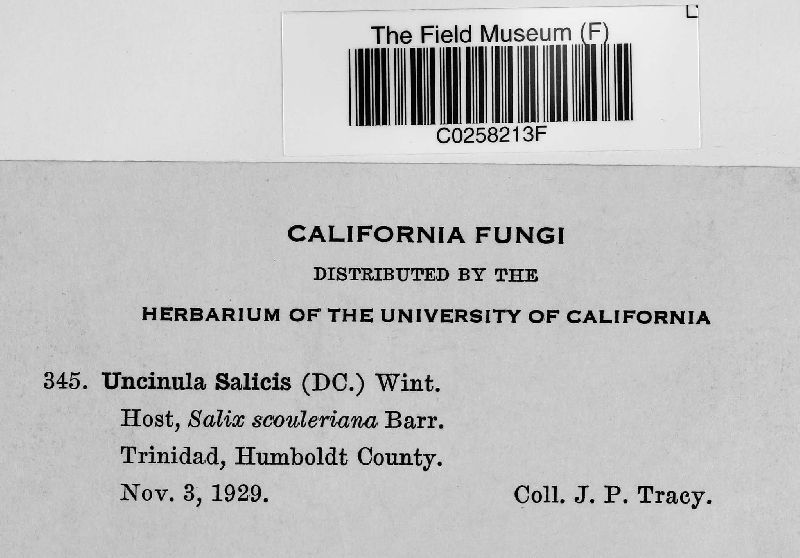 The Field Museum (F)
C0258213F
CALIFORNIA FUNGI
DISTRIBUTED BY THE
HERBARIUM OF THE UNIVERSITY OF CALIFORNIA
345. Uncinula Salicis (DC.) Wint.
Host, Salix scouleriana Barr.
Trinidad, Humboldt County.
Nov. 3, 1929. Coll. J. P. Tracy.